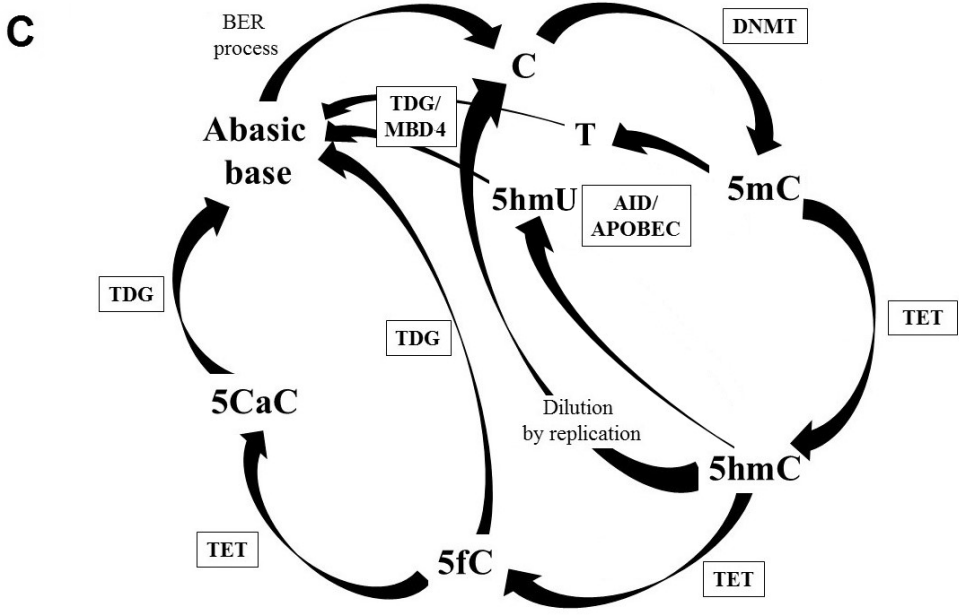 C
BER
process
DNMT
C
TDG/
MBD4
T
Abasic
base
5mC
5hmU
AID/
APOBEC
TDG
TET
TDG
5CaC
Dilution
by replication
5hmC
TET
5fC
TET